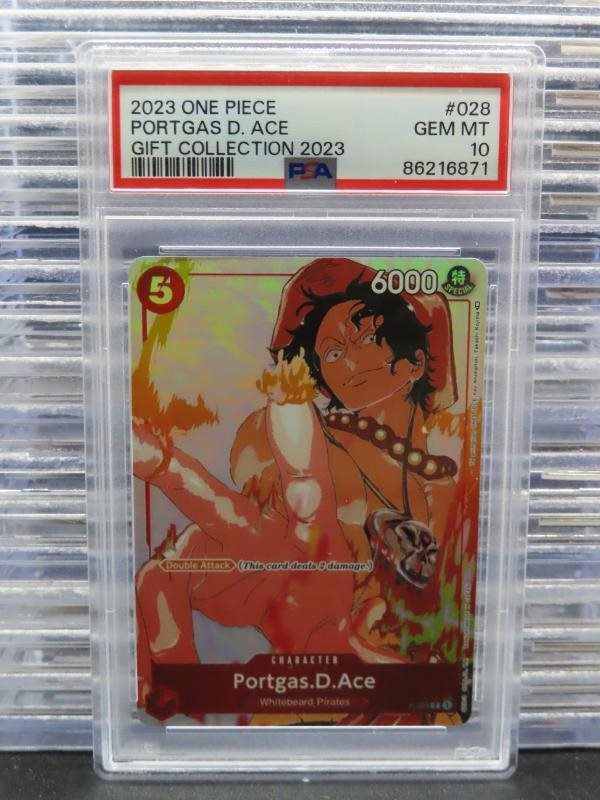 2023 ONE PIECE #028
PORTGAS D. ACE GEM MT
GIFT COLLECTION 2023 10
PSA 86216871
5 6000 特
SPECIAL
Double Attack (This card deals 2 damage.)
CHARACTER
Portgas.D.Ace
Whitebeard Pirates